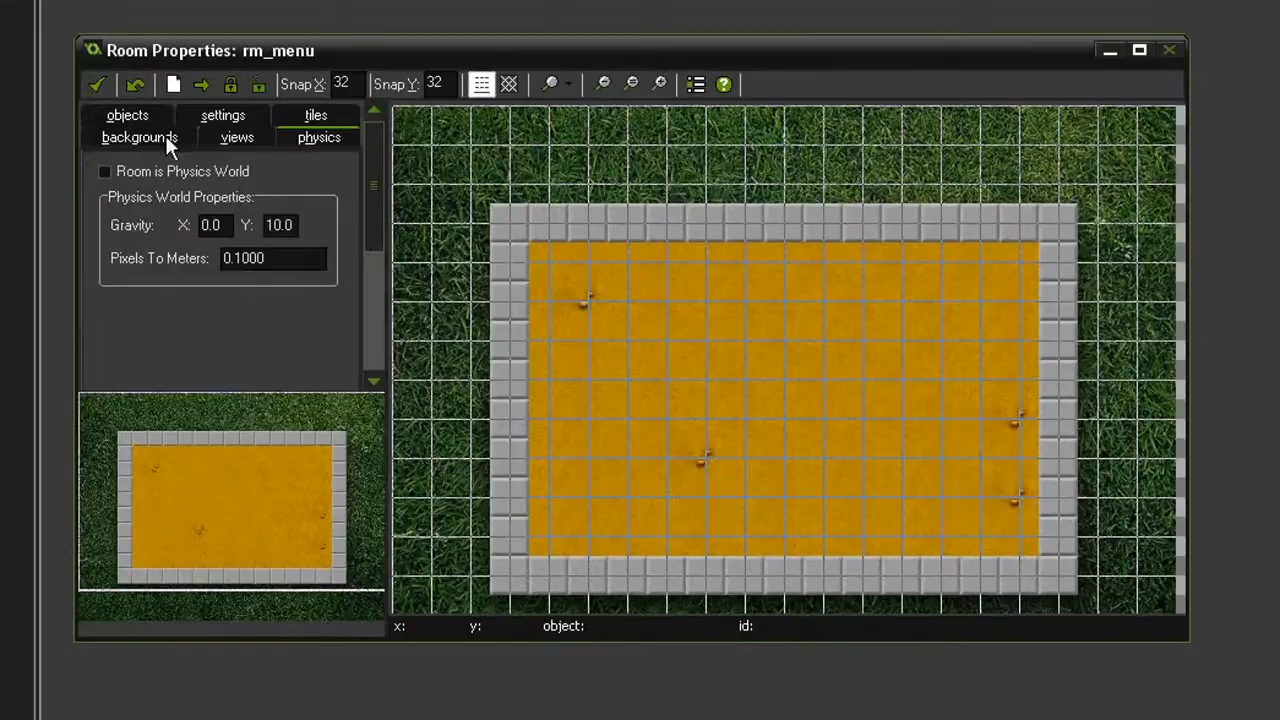 Room Properties: rm_menu
Snap X: 32 Snap Y: 32
objects settings tiles
backgrounds views physics
Room is Physics World
Physics World Properties:
Gravity: X: 0.0 Y: 10.0
Pixels To Meters: 0.1000
x: y: object: id: